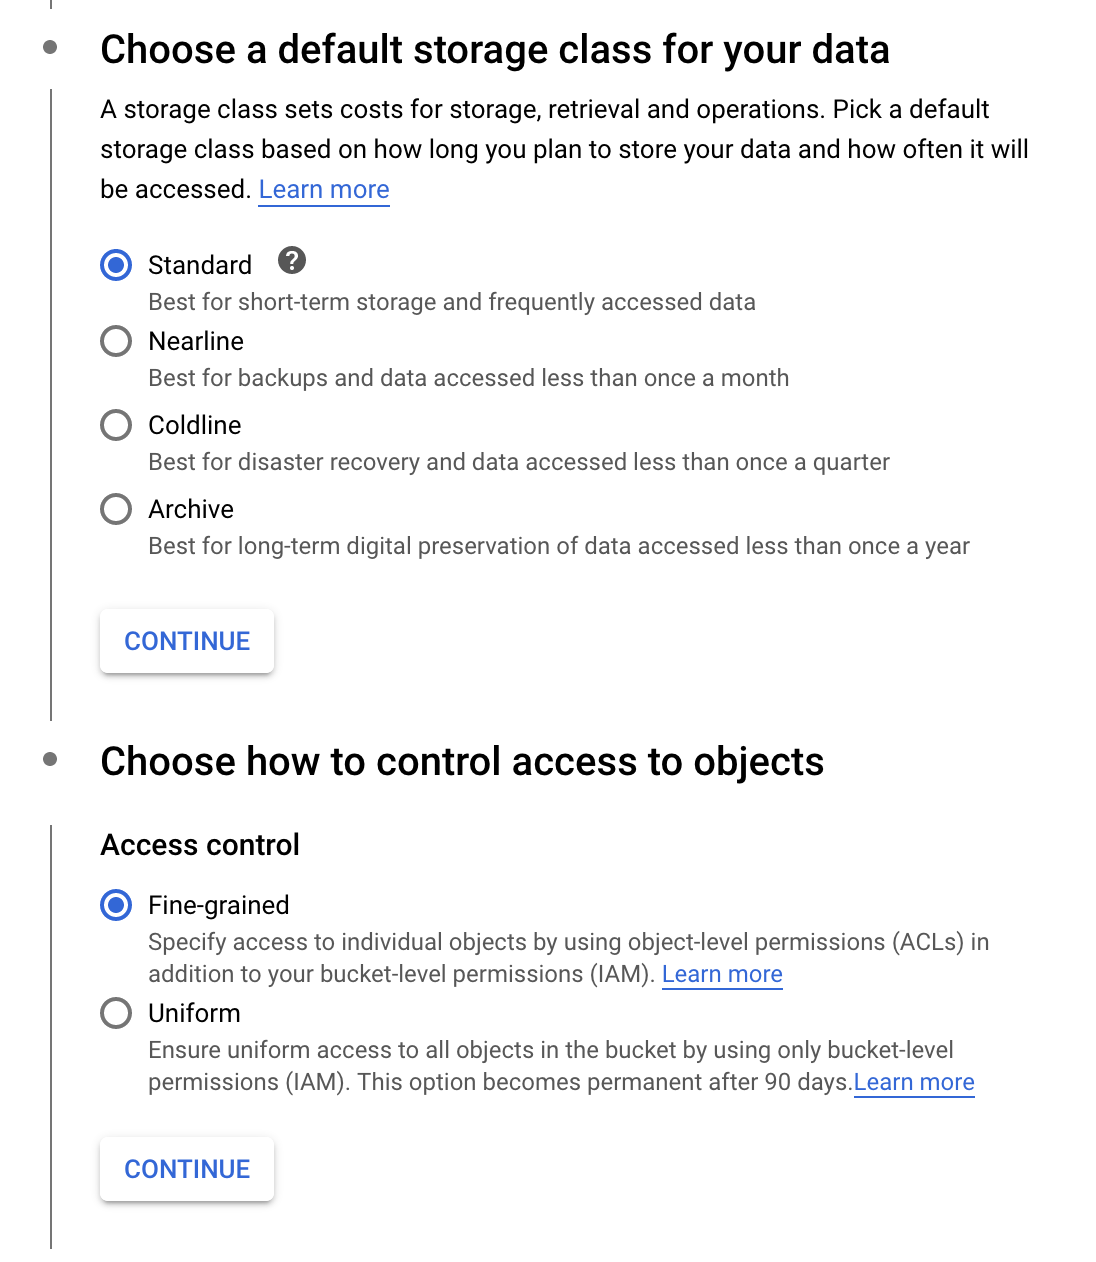 Choose a default storage class for your data
A storage class sets costs for storage, retrieval and operations. Pick a default
storage class based on how long you plan to store your data and how often it will
be accessed. Learn more
Standard ?
Best for short-term storage and frequently accessed data
Nearline
Best for backups and data accessed less than once a month
Coldline
Best for disaster recovery and data accessed less than once a quarter
Archive
Best for long-term digital preservation of data accessed less than once a year
CONTINUE
Choose how to control access to objects
Access control
Fine-grained
Specify access to individual objects by using object-level permissions (ACLs) in
addition to your bucket-level permissions (IAM). Learn more
Uniform
Ensure uniform access to all objects in the bucket by using only bucket-level
permissions (IAM). This option becomes permanent after 90 days.Learn more
CONTINUE